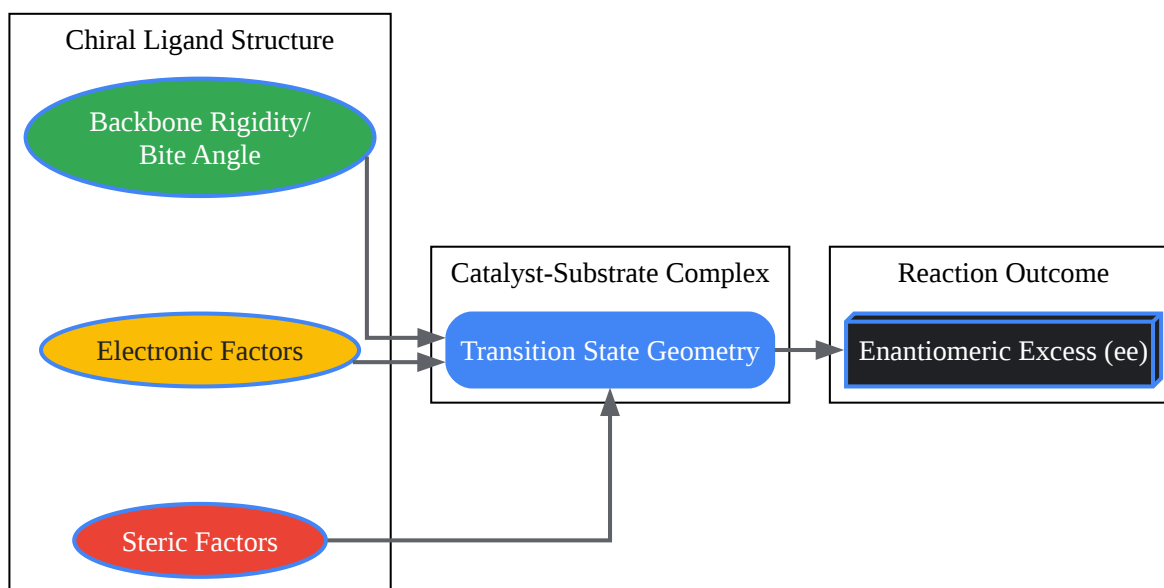 Chiral Ligand Structure
Backbone Rigidity/
Bite Angle
Electronic Factors
Steric Factors
Catalyst-Substrate Complex
Transition State Geometry
Reaction Outcome
Enantiomeric Excess (ee)